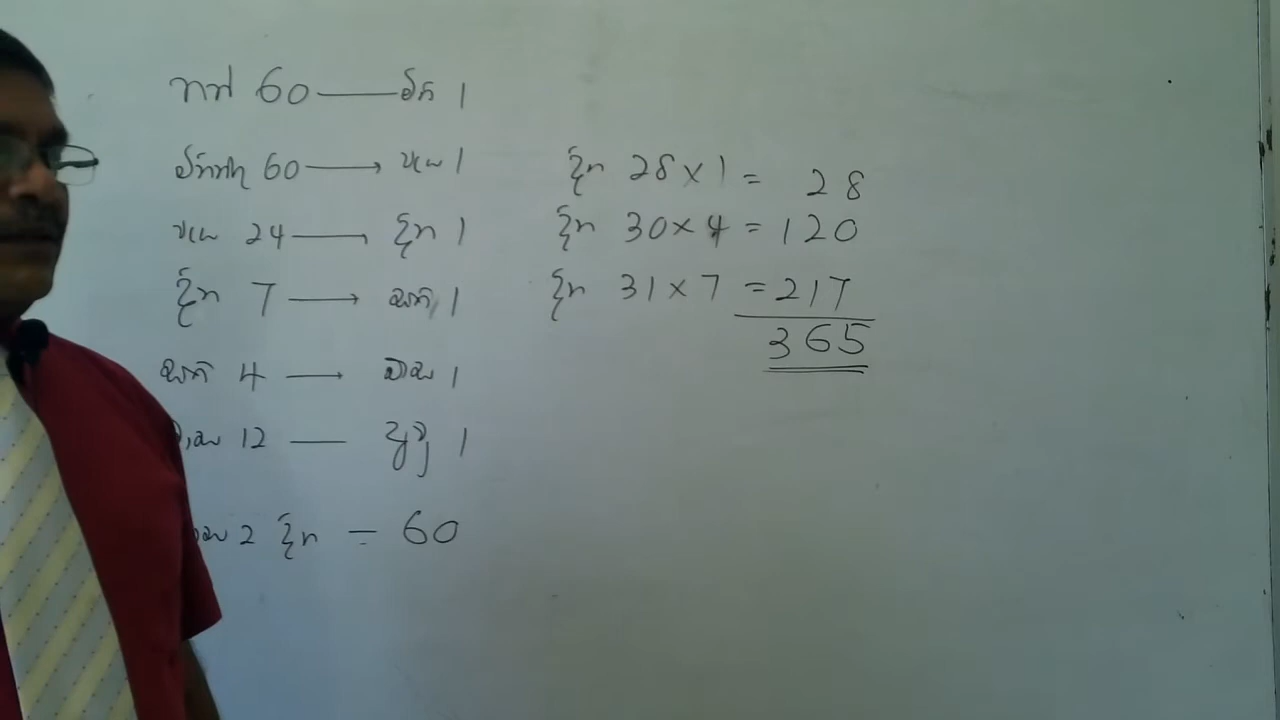 තත් 60 — විනා 1
විනාඩි 60 → පැය 1
පැය 24 — දින 1
දින 7 → සති 1
සති 4 — මාස 1
මාස 12 — 1
2 දින = 60
දින 28 × 1 = 28
දින 30 × 4 = 120
දින 31 × 7 = 217
365